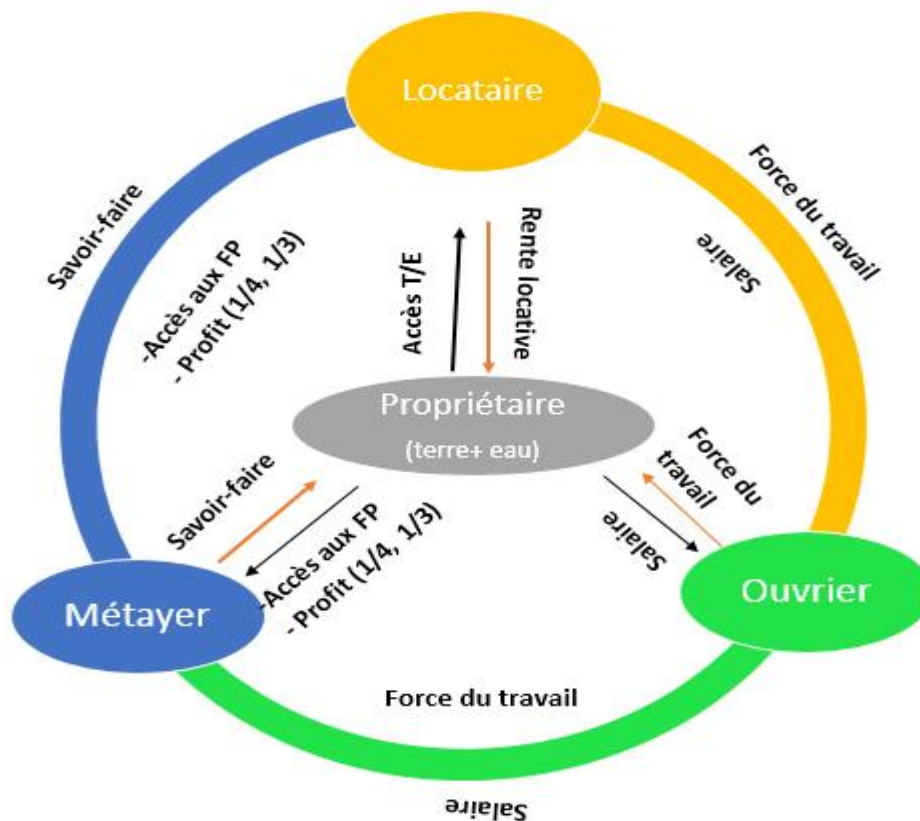 Locataire
Savoir-faire
-Accès aux FP
- Profit (1/4, 1/3)
Force du travail
Salaire
Accès T/E
Rente locative
Propriétaire
(terre+ eau)
Savoir-faire
-Accès aux FP
- Profit (1/4, 1/3)
Force du
travail
Salaire
Métayer
Ouvrier
Force du travail
Salaire